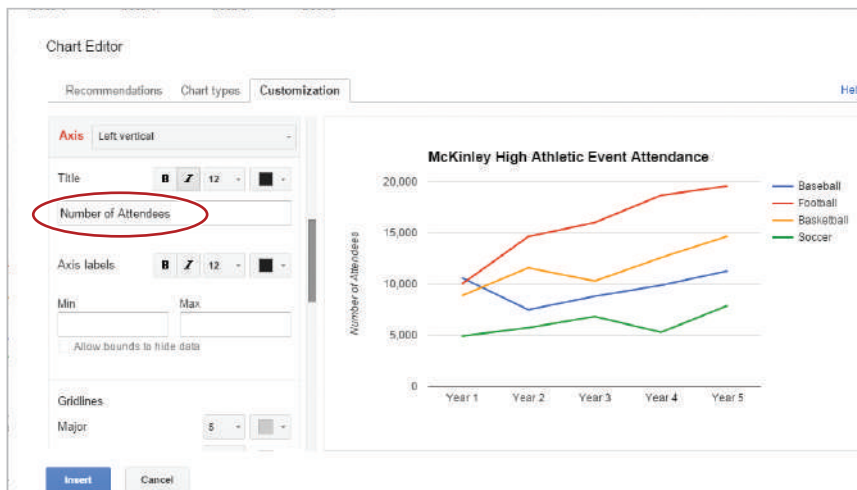 Chart Editor
Recommendations Chart types Customization
Hel
Axis Left vertical
Title B I 12
Number of Attendees
Axis labels B I 12
Min Max
Allow bounds to hide data
Gridlines
Major 5
Insert Cancel
McKinley High Athletic Event Attendance
20,000
15,000
10,000
5,000
0
Number of Attendees
Year 1 Year 2 Year 3 Year 4 Year 5
Baseball
Football
Basketball
Soccer